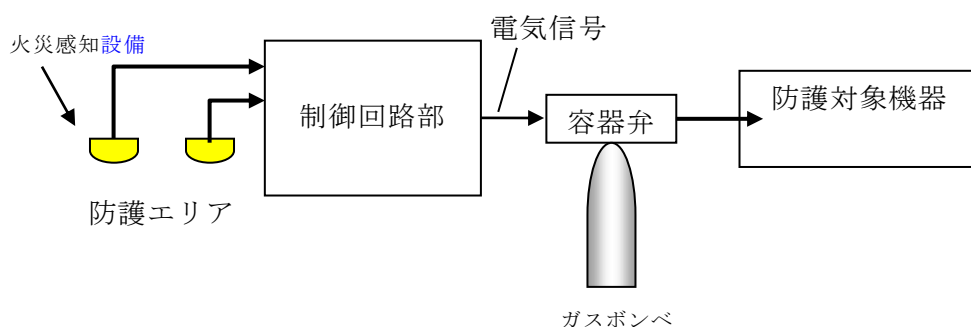 火災感知設備
電気信号
制御回路部
容器弁
防護対象機器
防護エリア
ガスボンベ